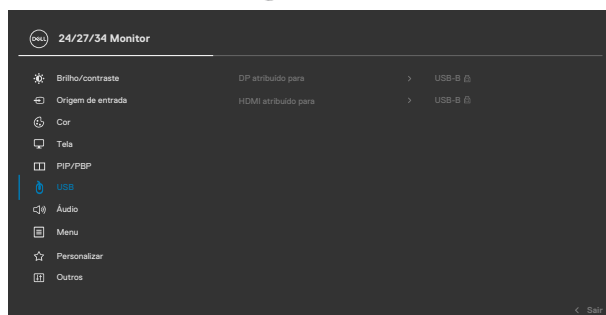 DELL 24/27/34 Monitor
Brilho/contraste DP atribuído para > USB-B
Origem de entrada HDMI atribuído para > USB-B
Cor
Tela
PIP/PBP
USB
Áudio
Menu
Personalizar
Outros
< Sair